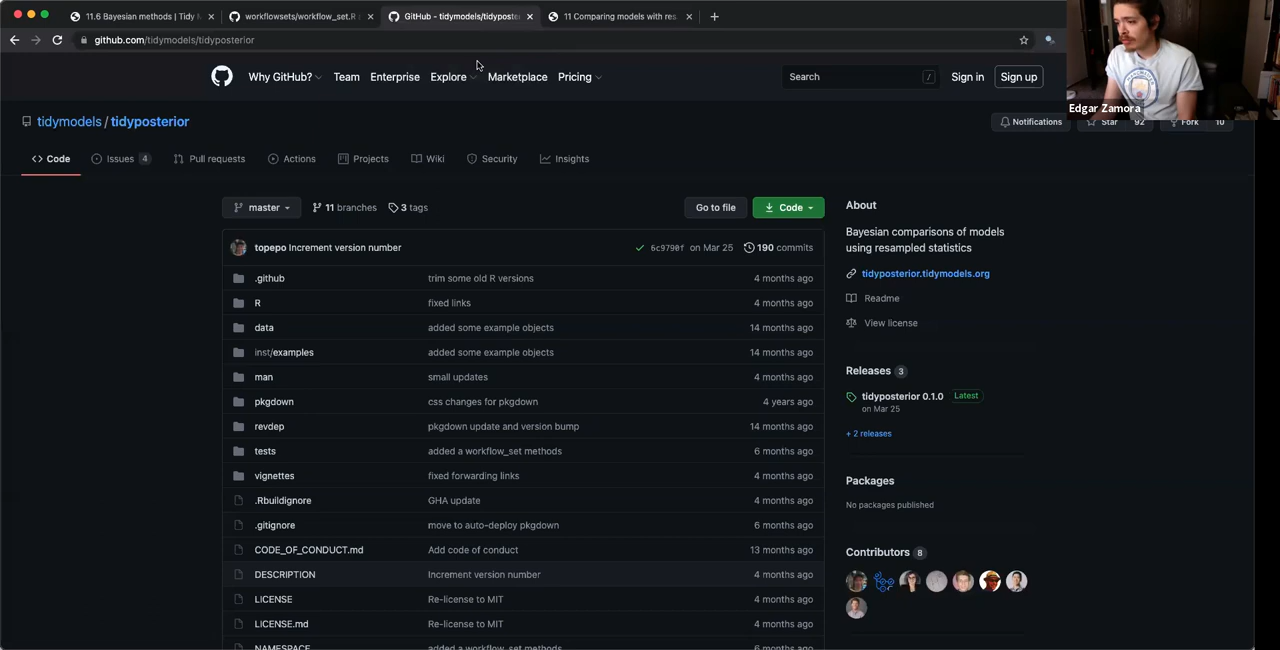 11.6 Bayesian methods | Tidy M
workflowsets/workflow_set.R
GitHub - tidymodels/tidyposte
11 Comparing models with res
github.com/tidymodels/tidyposterior
Why GitHub? Team Enterprise Explore Marketplace Pricing
Search /
Sign in Sign up
Edgar Zamora
tidymodels / tidyposterior
Notifications Star 92 Fork 10
Code Issues 4 Pull requests Actions Projects Wiki Security Insights
master 11 branches 3 tags Go to file Code
topepo Increment version number 6c9790f on Mar 25 190 commits
.github trim some old R versions 4 months ago
R fixed links 4 months ago
data added some example objects 14 months ago
inst/examples added some example objects 14 months ago
man small updates 4 months ago
pkgdown css changes for pkgdown 4 years ago
revdep pkgdown update and version bump 14 months ago
tests added a workflow_set methods 6 months ago
vignettes fixed forwarding links 4 months ago
.Rbuildignore GHA update 4 months ago
.gitignore move to auto-deploy pkgdown 6 months ago
CODE_OF_CONDUCT.md Add code of conduct 13 months ago
DESCRIPTION Increment version number 4 months ago
LICENSE Re-license to MIT 4 months ago
LICENSE.md Re-license to MIT 4 months ago
NAMESPACE added a workflow_set methods 6 months ago
About
Bayesian comparisons of models
using resampled statistics
tidyposterior.tidymodels.org
Readme
View license
Releases 3
tidyposterior 0.1.0 Latest
on Mar 25
+ 2 releases
Packages
No packages published
Contributors 8